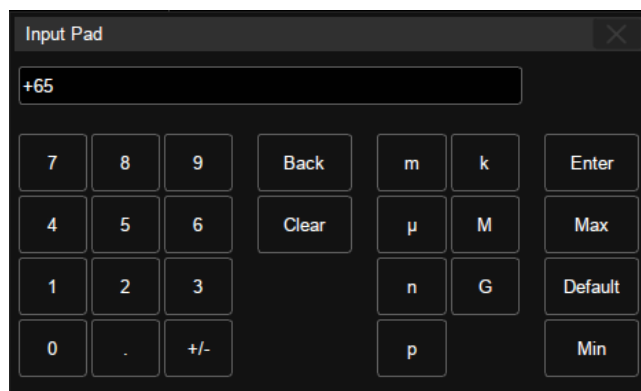 Input Pad
+65
7 8 9 Back m k Enter
4 5 6 Clear µ M Max
1 2 3 n G Default
0 . +/- p Min